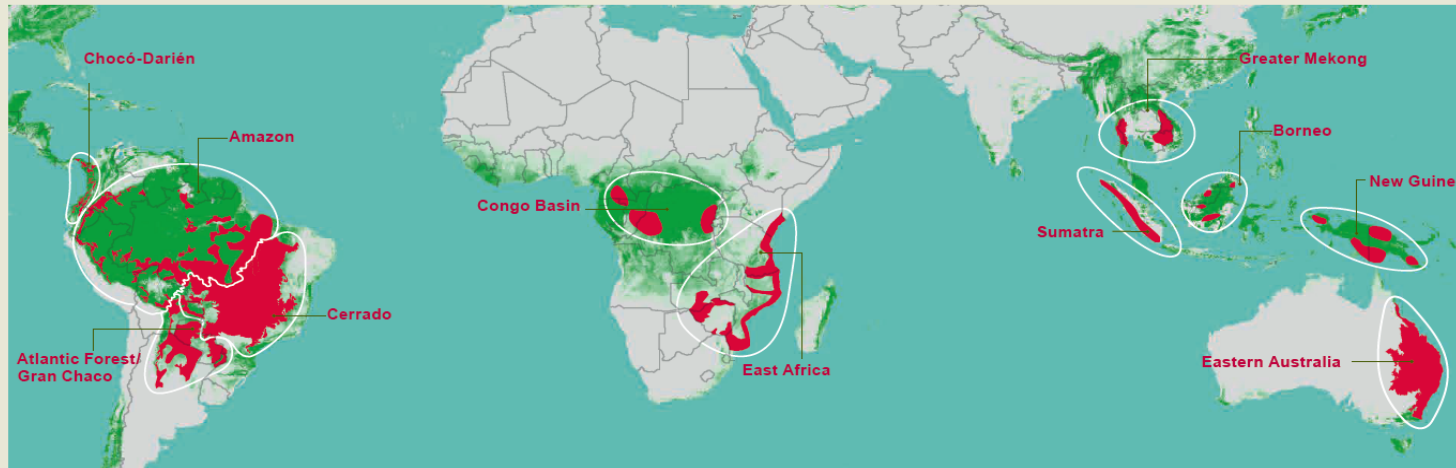 Chocó-Darién
Amazon
Cerrado
Atlantic Forest/
Gran Chaco
Congo Basin
East Africa
Greater Mekong
Borneo
New Guine
Sumatra
Eastern Australia